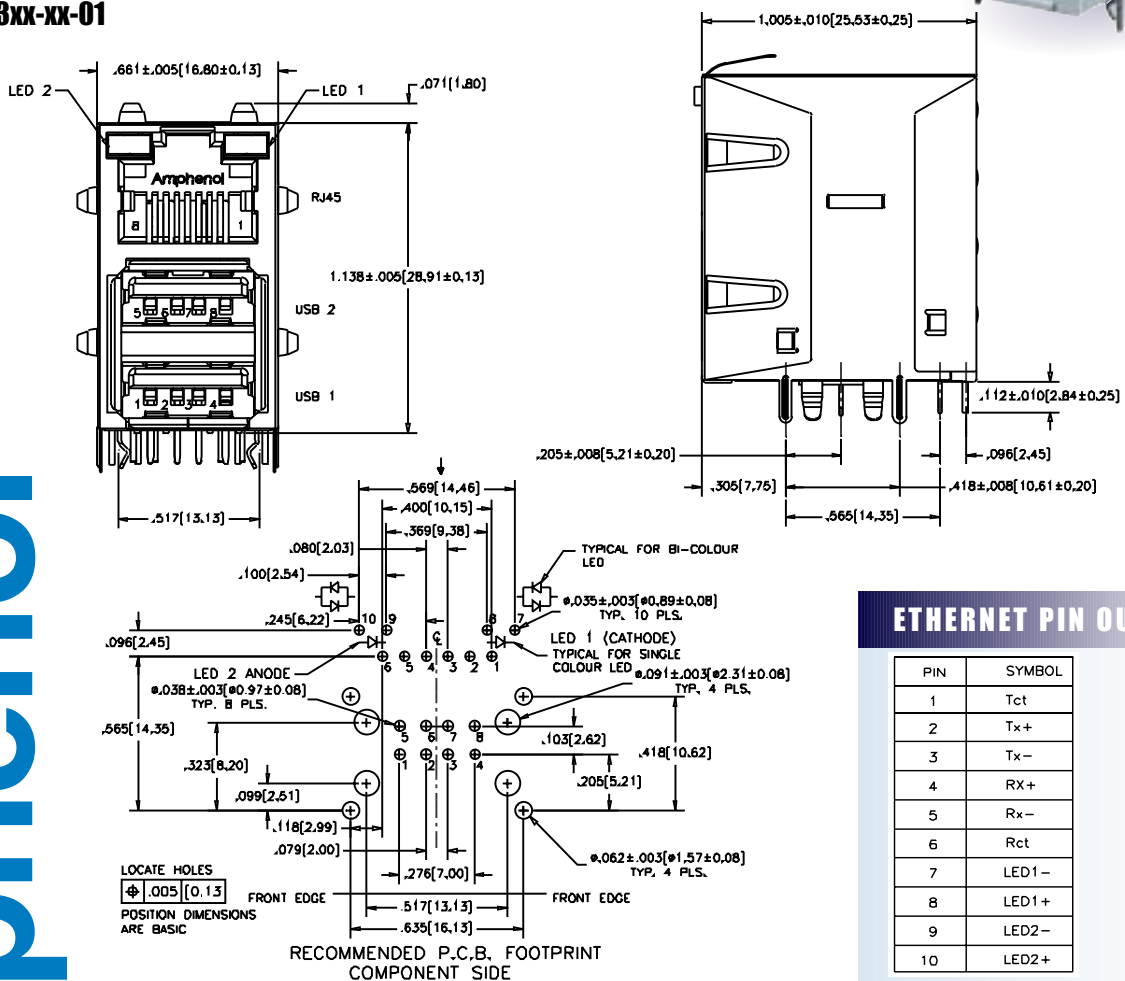 3xx-xx-01
1.005±.010[25.53±0.25]
.661±.005[16.80±0.13]
LED 2
LED 1
.071[1.80]
Amphenol
RJ45
8 1
1.138±.005[28.91±0.13]
USB 2
5 6 7 8
USB 1
1 2 3 4
.112±.010[2.84±0.25]
.205±.008[5.21±0.20]
.096[2.45]
.305[7.75]
.418±.008[10.61±0.20]
.565[14.35]
.517[13.13]
.569[14.46]
.400[10.15]
.369[9.38]
.080[2.03]
TYPICAL FOR BI-COLOUR
LED
.100[2.54]
ø.035±.003[ø0.89±0.08]
TYP. 10 PLS.
.245[6.22]
10 9 8 7
.096[2.45]
LED 1 (CATHODE)
TYPICAL FOR SINGLE
COLOUR LED
LED 2 ANODE
6 5 4 3 2 1
ø.038±.003[ø0.97±0.08]
TYP. 8 PLS.
ø.091±.003[ø2.31±0.08]
TYP. 4 PLS.
.565[14.35]
5 6 7 8
.103[2.62]
.418[10.62]
.323[8.20]
1 2 3 4
.205[5.21]
.099[2.51]
.118[2.99]
.079[2.00]
ø.062±.003[ø1.57±0.08]
TYP. 4 PLS.
.276[7.00]
LOCATE HOLES
.005 [0.13
POSITION DIMENSIONS
ARE BASIC
FRONT EDGE
FRONT EDGE
.517[13.13]
.635[16.13]
RECOMMENDED P.C.B. FOOTPRINT
COMPONENT SIDE
phenol
ETHERNET PIN OU
PIN SYMBOL
1 Tct
2 Tx+
3 Tx-
4 RX+
5 Rx-
6 Rct
7 LED1-
8 LED1+
9 LED2-
10 LED2+